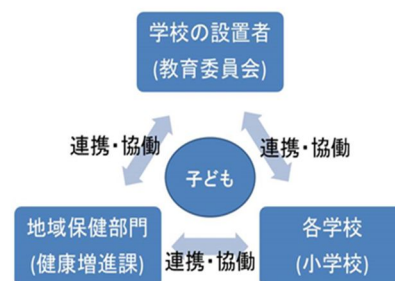 学校の設置者
(教育委員会)
連携・協働
連携・協働
子ども
地域保健部門
(健康増進課)
連携・協働
各学校
(小学校)